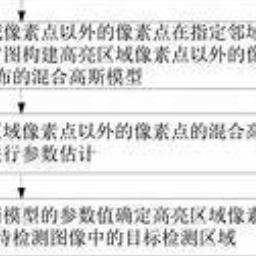 像素点以外的像素点在指定邻域
图构建高亮区域像素点以外的像
布的混合高斯模型
域像素点以外的像素点的混合高
行参数估计
模型的参数值确定高亮区域像素
待检测图像中的目标检测区域